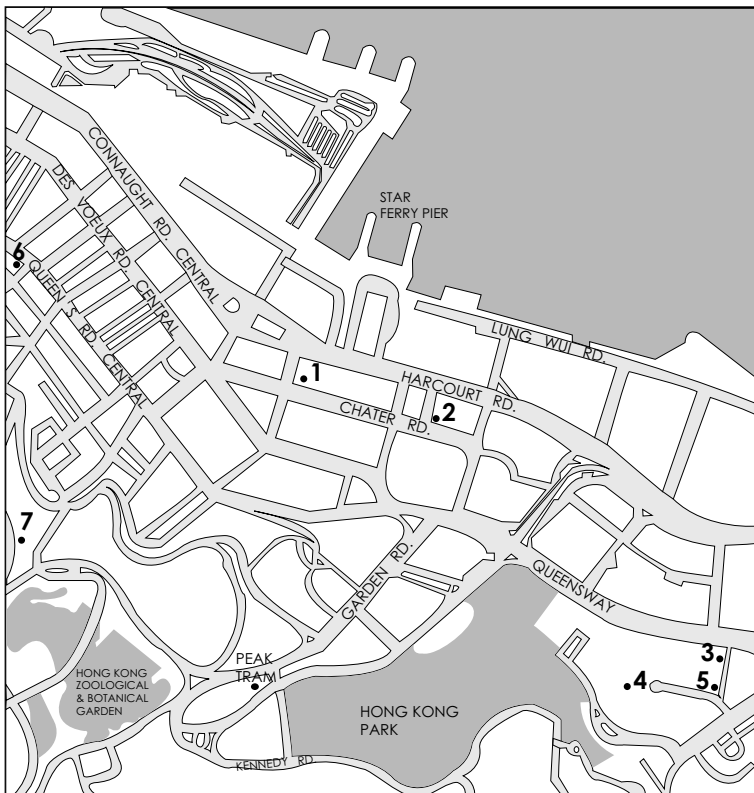 CONNAUGHT RD. CENTRAL
DES VOEUX RD. CENTRAL
STAR
FERRY PIER
6
QUEEN S RD. CENTRAL
LUNG WUI RD.
1
HARCOURT RD.
2
CHATER RD.
7
GARDEN RD.
QUEENSWAY
PEAK
TRAM
3
HONG KONG
ZOOLOGICAL
& BOTANICAL
GARDEN
4
5
HONG KONG
PARK
KENNEDY RD.